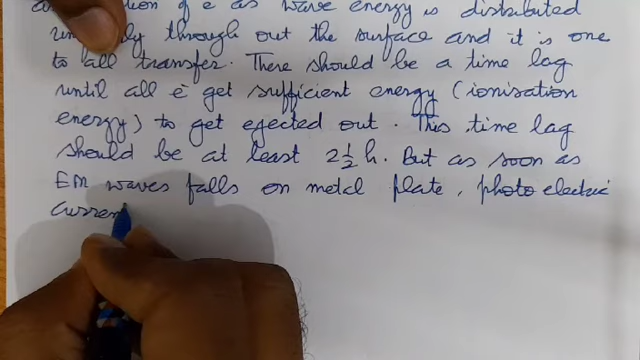 of e as wave energy is distributed
through out the surface and it is one
to all transfer. There should be a time lag
until all e⁻ get sufficient energy (ionisation
energy) to get ejected out. This time lag
should be at least 2½ h. But as soon as
EM waves falls on metal plate, photo electric
Curren